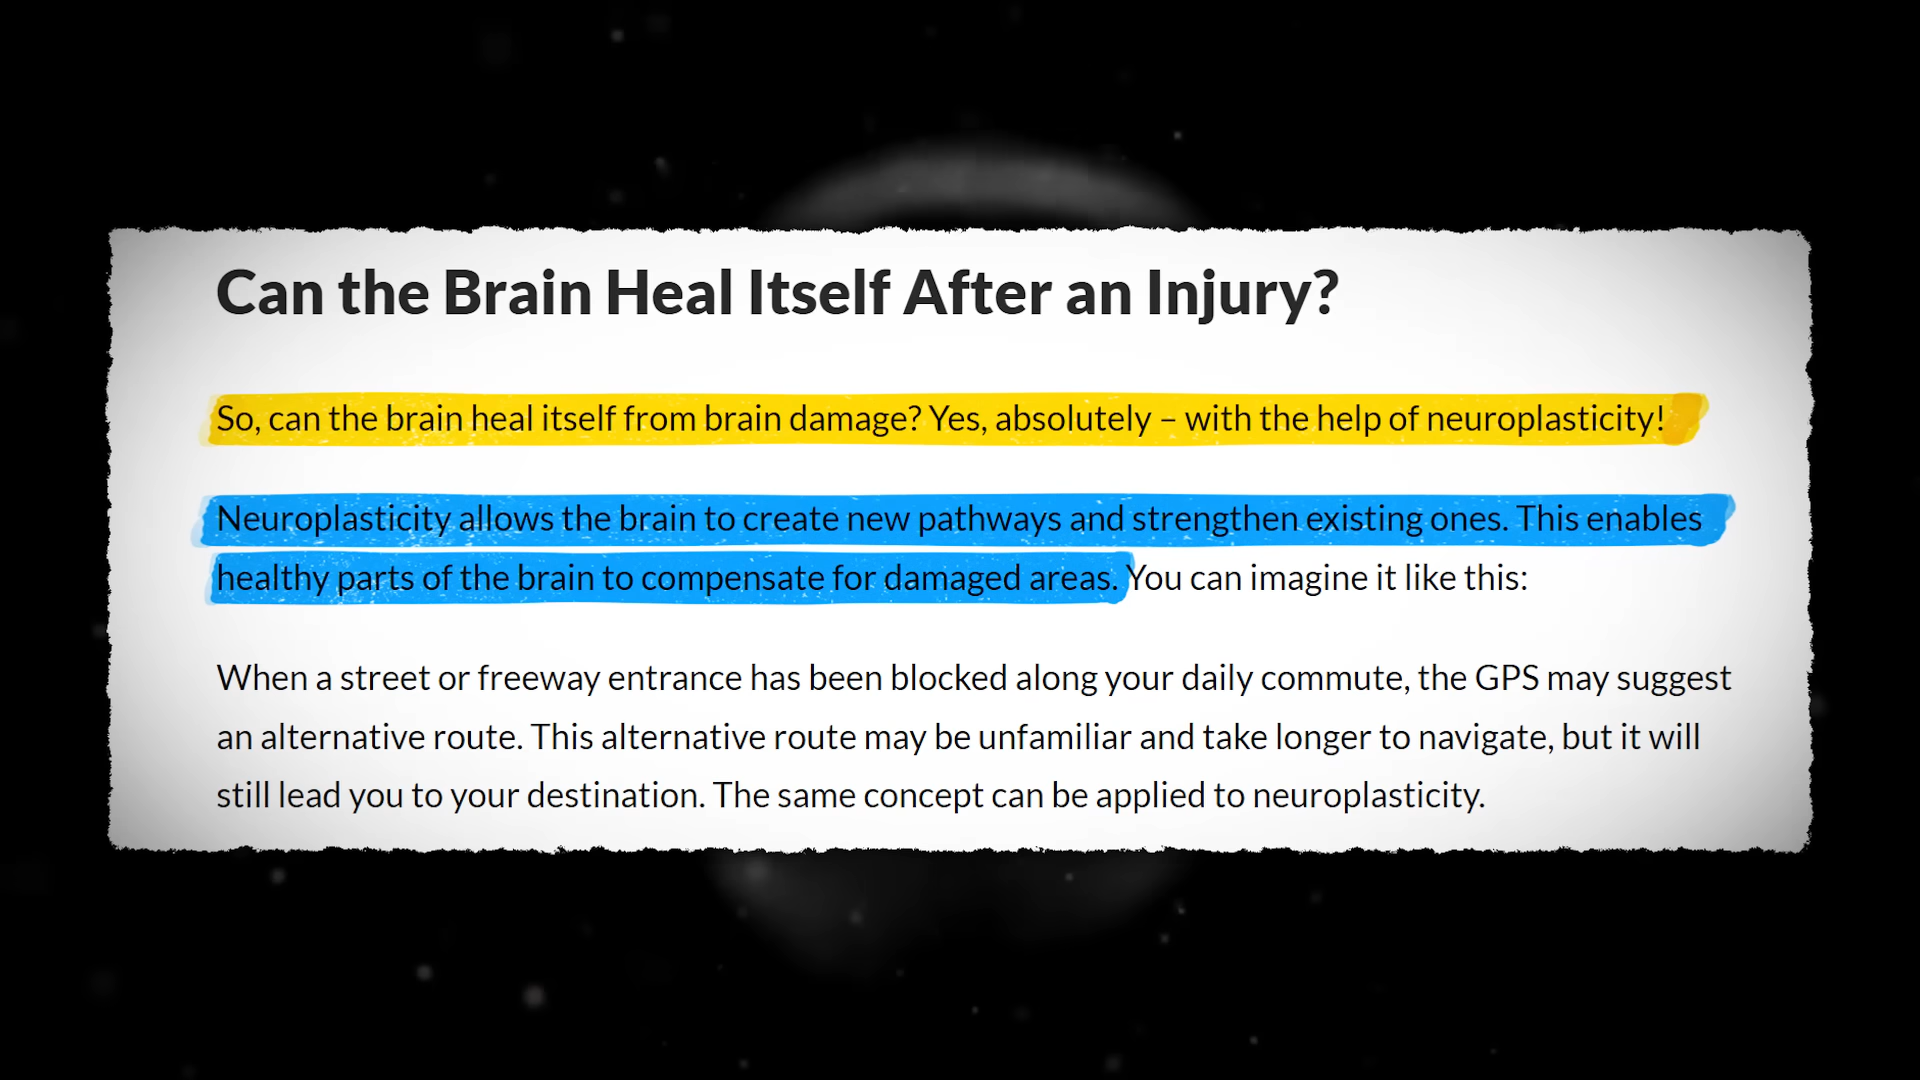 Can the Brain Heal Itself After an Injury?
So, can the brain heal itself from brain damage? Yes, absolutely – with the help of neuroplasticity!
Neuroplasticity allows the brain to create new pathways and strengthen existing ones. This enables
healthy parts of the brain to compensate for damaged areas. You can imagine it like this:
When a street or freeway entrance has been blocked along your daily commute, the GPS may suggest
an alternative route. This alternative route may be unfamiliar and take longer to navigate, but it will
still lead you to your destination. The same concept can be applied to neuroplasticity.